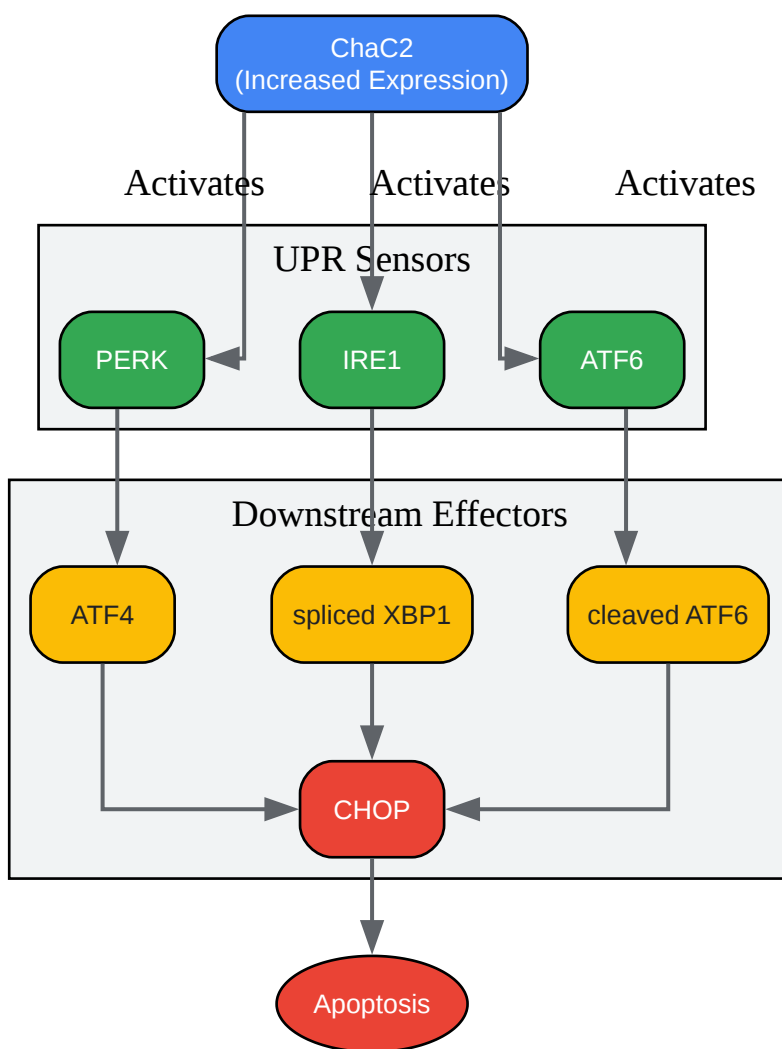 ChaC2
(Increased Expression)
Activates
Activates
Activates
UPR Sensors
PERK
IRE1
ATF6
Downstream Effectors
ATF4
spliced XBP1
cleaved ATF6
CHOP
Apoptosis